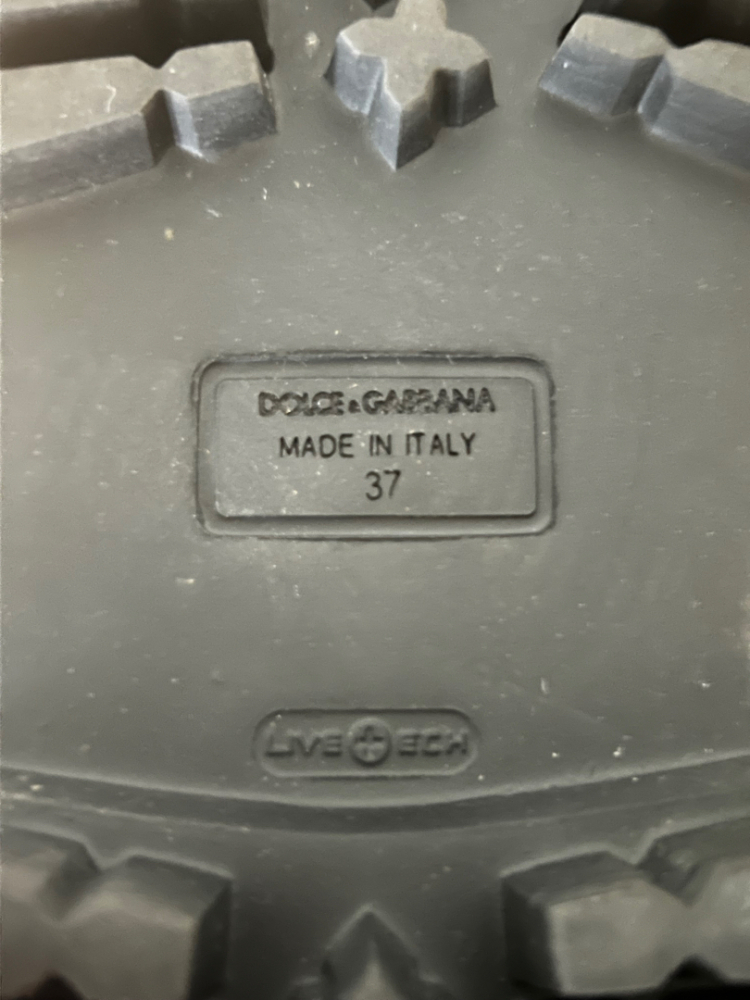 DOLCE & GABBANA
MADE IN ITALY
37
LIVE TECH